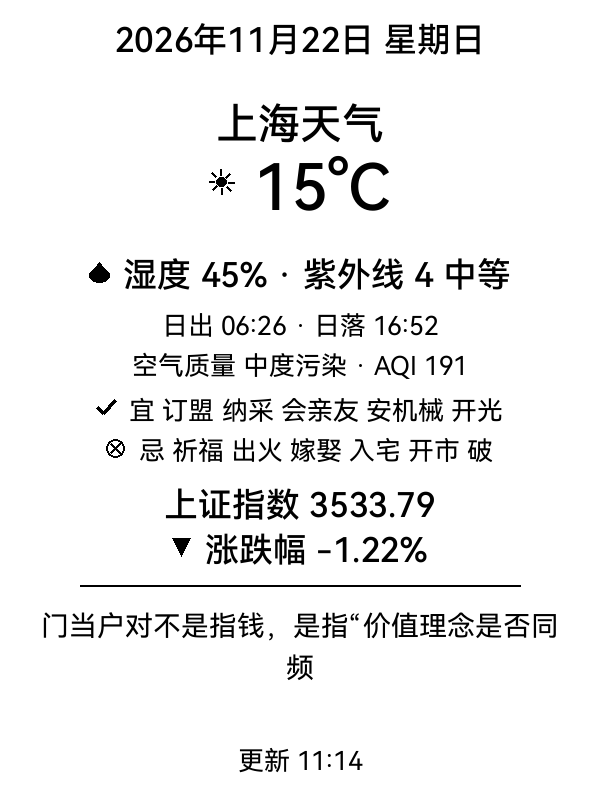 2026年11月22日 星期日
上海天气
15°C
湿度 45% · 紫外线 4 中等
日出 06:26 · 日落 16:52
空气质量 中度污染 · AQI 191
宜 订盟 纳采 会亲友 安机械 开光
忌 祈福 出火 嫁娶 入宅 开市 破
上证指数 3533.79
▼ 涨跌幅 -1.22%
门当户对不是指钱，是指“价值理念是否同
频
更新 11:14